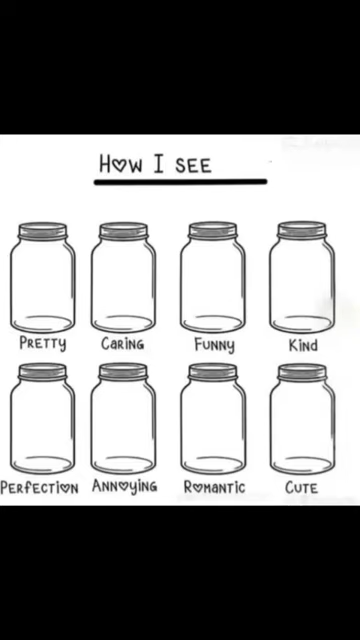 How I see
Pretty Caring Funny Kind
Perfection Annoying Romantic Cute